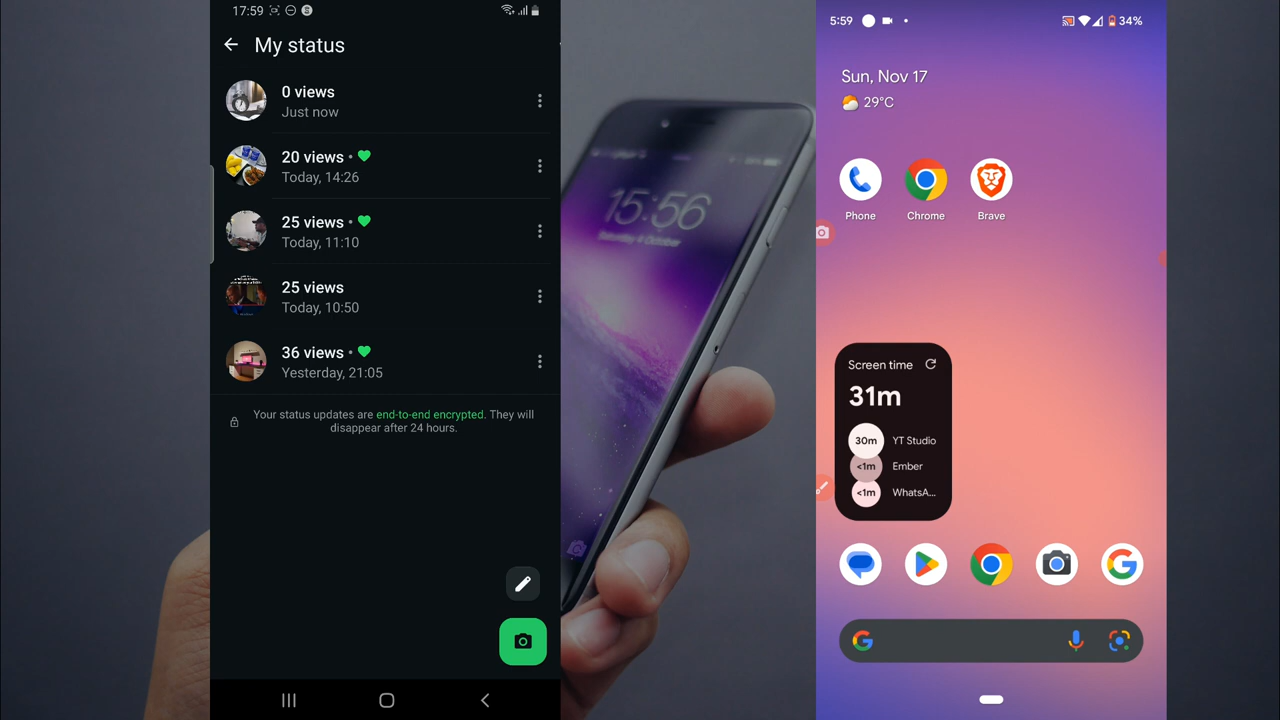 17:59
My status
0 views
Just now
20 views •
Today, 14:26
25 views •
Today, 11:10
25 views
Today, 10:50
36 views •
Yesterday, 21:05
Your status updates are end-to-end encrypted. They will
disappear after 24 hours.
15:56
Saturday 4 October
5:59
34%
Sun, Nov 17
29°C
Phone
Chrome
Brave
Screen time
31m
30m YT Studio
<1m Ember
<1m WhatsA...